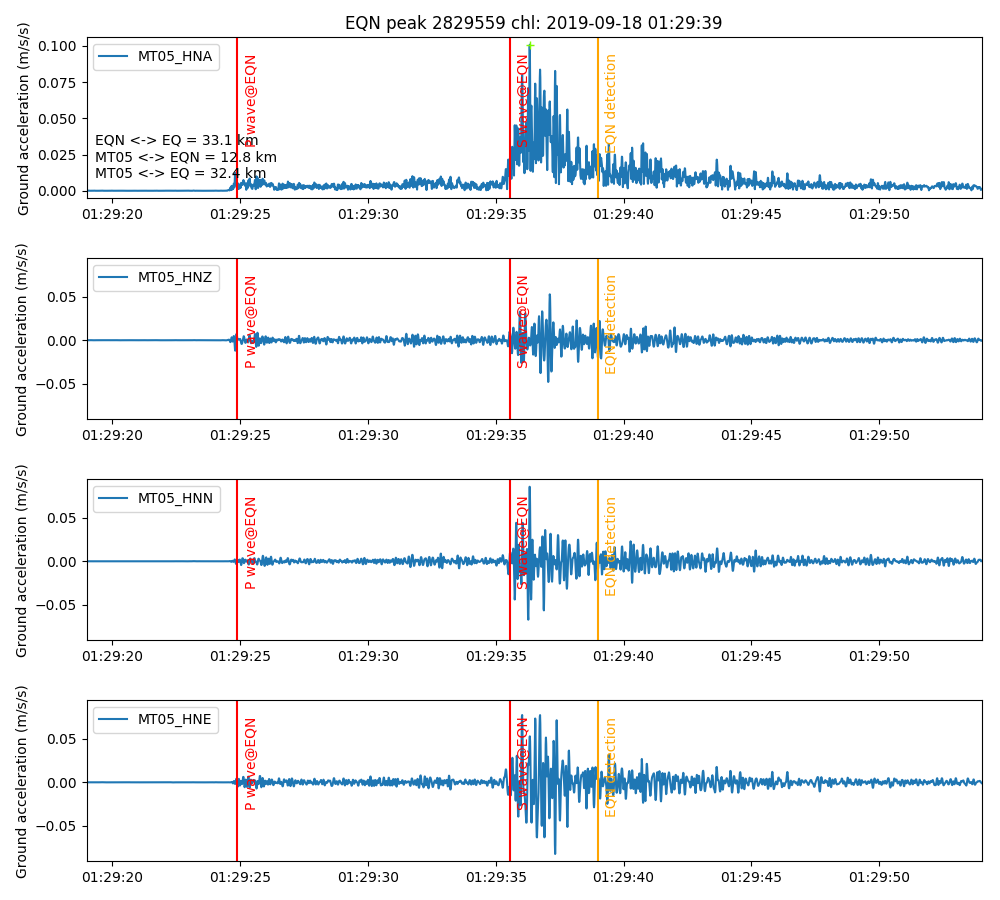 EQN peak 2829559 chl: 2019-09-18 01:29:39
Ground acceleration (m/s/s)
0.100
0.075
0.050
0.025
0.000
MT05_HNA
P wave@EQN
S wave@EQN
EQN detection
EQN <-> EQ = 33.1 km
MT05 <-> EQN = 12.8 km
MT05 <-> EQ = 32.4 km
01:29:20 01:29:25 01:29:30 01:29:35 01:29:40 01:29:45 01:29:50
Ground acceleration (m/s/s)
0.05
0.00
−0.05
MT05_HNZ
P wave@EQN
S wave@EQN
EQN detection
01:29:20 01:29:25 01:29:30 01:29:35 01:29:40 01:29:45 01:29:50
Ground acceleration (m/s/s)
0.05
0.00
−0.05
MT05_HNN
P wave@EQN
S wave@EQN
EQN detection
01:29:20 01:29:25 01:29:30 01:29:35 01:29:40 01:29:45 01:29:50
Ground acceleration (m/s/s)
0.05
0.00
−0.05
MT05_HNE
P wave@EQN
S wave@EQN
EQN detection
01:29:20 01:29:25 01:29:30 01:29:35 01:29:40 01:29:45 01:29:50